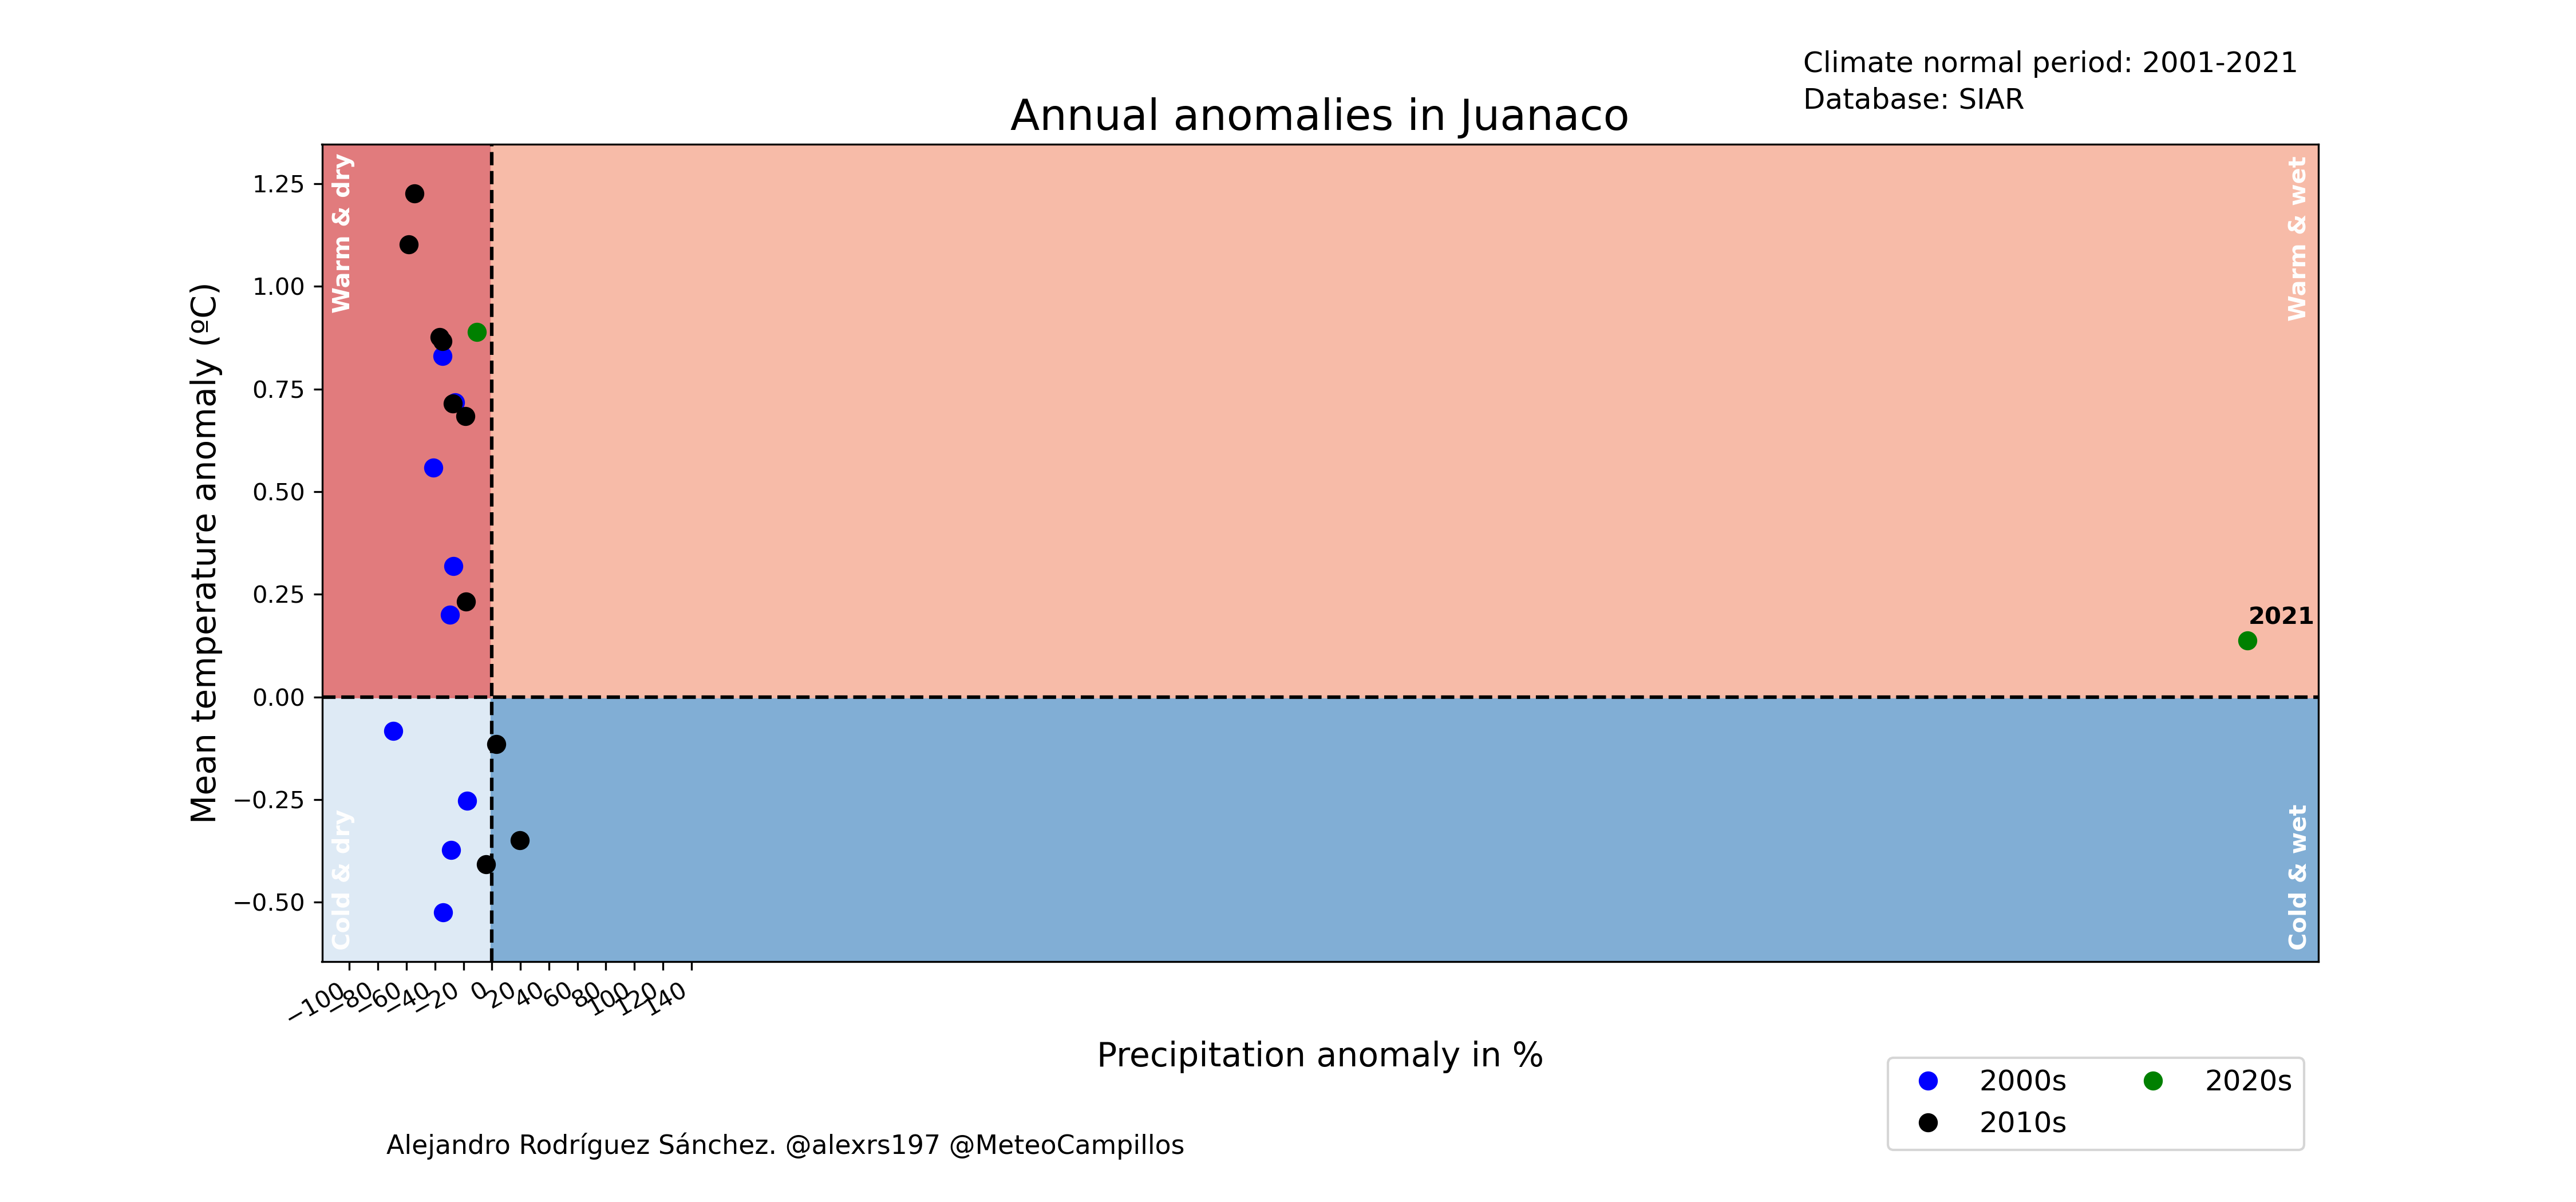 Climate normal period: 2001-2021
Database: SIAR
Annual anomalies in Juanaco
Warm & dry
Warm & wet
Mean temperature anomaly (ºC)
1.25
1.00
0.75
0.50
0.25
0.00
−0.25
−0.50
2021
Cold & dry
Cold & wet
−100 −80 −60 −40 −20 0 20 40 60 80 100 120 140
Precipitation anomaly in %
2000s 2020s
2010s
Alejandro Rodríguez Sánchez. @alexrs197 @MeteoCampillos